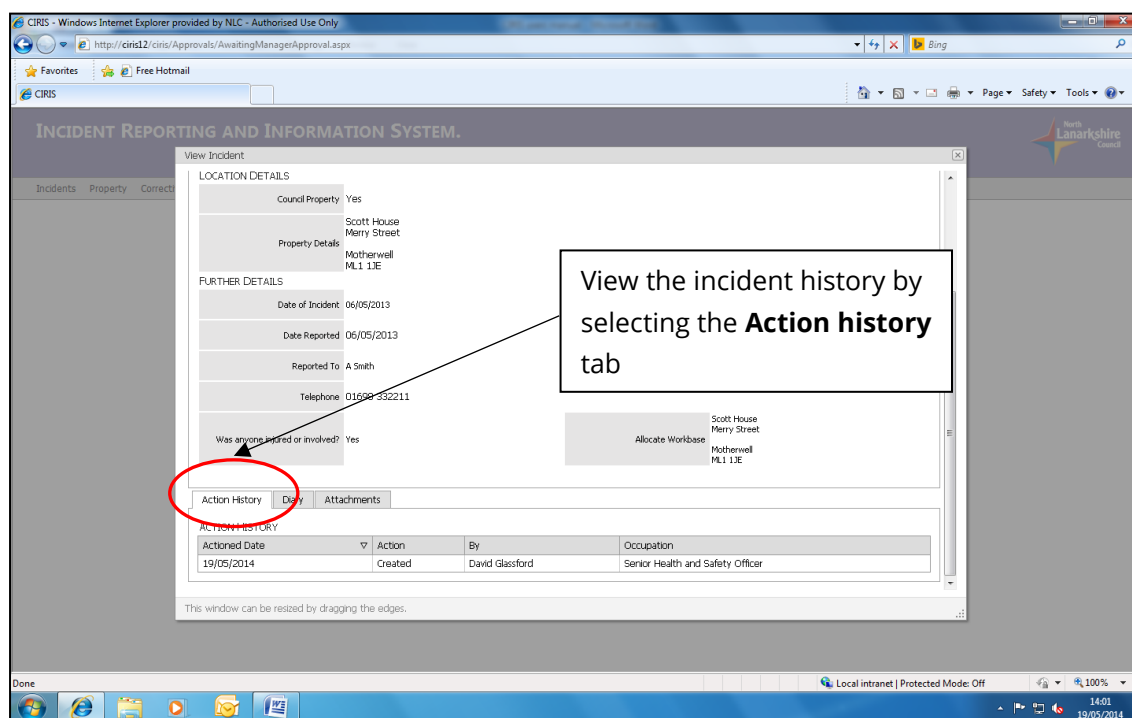 CIRIS - Windows Internet Explorer provided by NLC - Authorised Use Only
http://ciris12/ciris/Approvals/AwaitingManagerApproval.aspx
Bing
Favorites Free Hotmail
CIRIS
Page Safety Tools
INCIDENT REPORTING AND INFORMATION SYSTEM.
North
Lanarkshire
Council
View Incident
Incidents Property
LOCATION DETAILS
Council Property Yes
Property Details
Scott House
Merry Street
Motherwell
ML1 1JE
FURTHER DETAILS
Date of Incident 06/05/2013
Date Reported 06/05/2013
Reported To A Smith
Telephone 01698 332211
Was anyone injured or involved? Yes
Allocate Workbase
Scott House
Merry Street
Motherwell
ML1 1JE
View the incident history by
selecting the Action history
tab
Action History Diary Attachments
ACTION HISTORY
Actioned Date Action By Occupation
19/05/2014 Created David Glassford Senior Health and Safety Officer
This window can be resized by dragging the edges.
Done
Local intranet | Protected Mode: Off
100%
14:01
19/05/2014